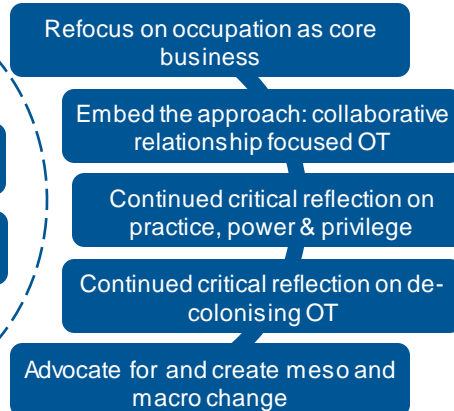 Refocus on occupation as core
business
Embed the approach: collaborative
relationship focused OT
Continued critical reflection on
practice, power & privilege
Continued critical reflection on de-
colonising OT
Advocate for and create meso and
macro change